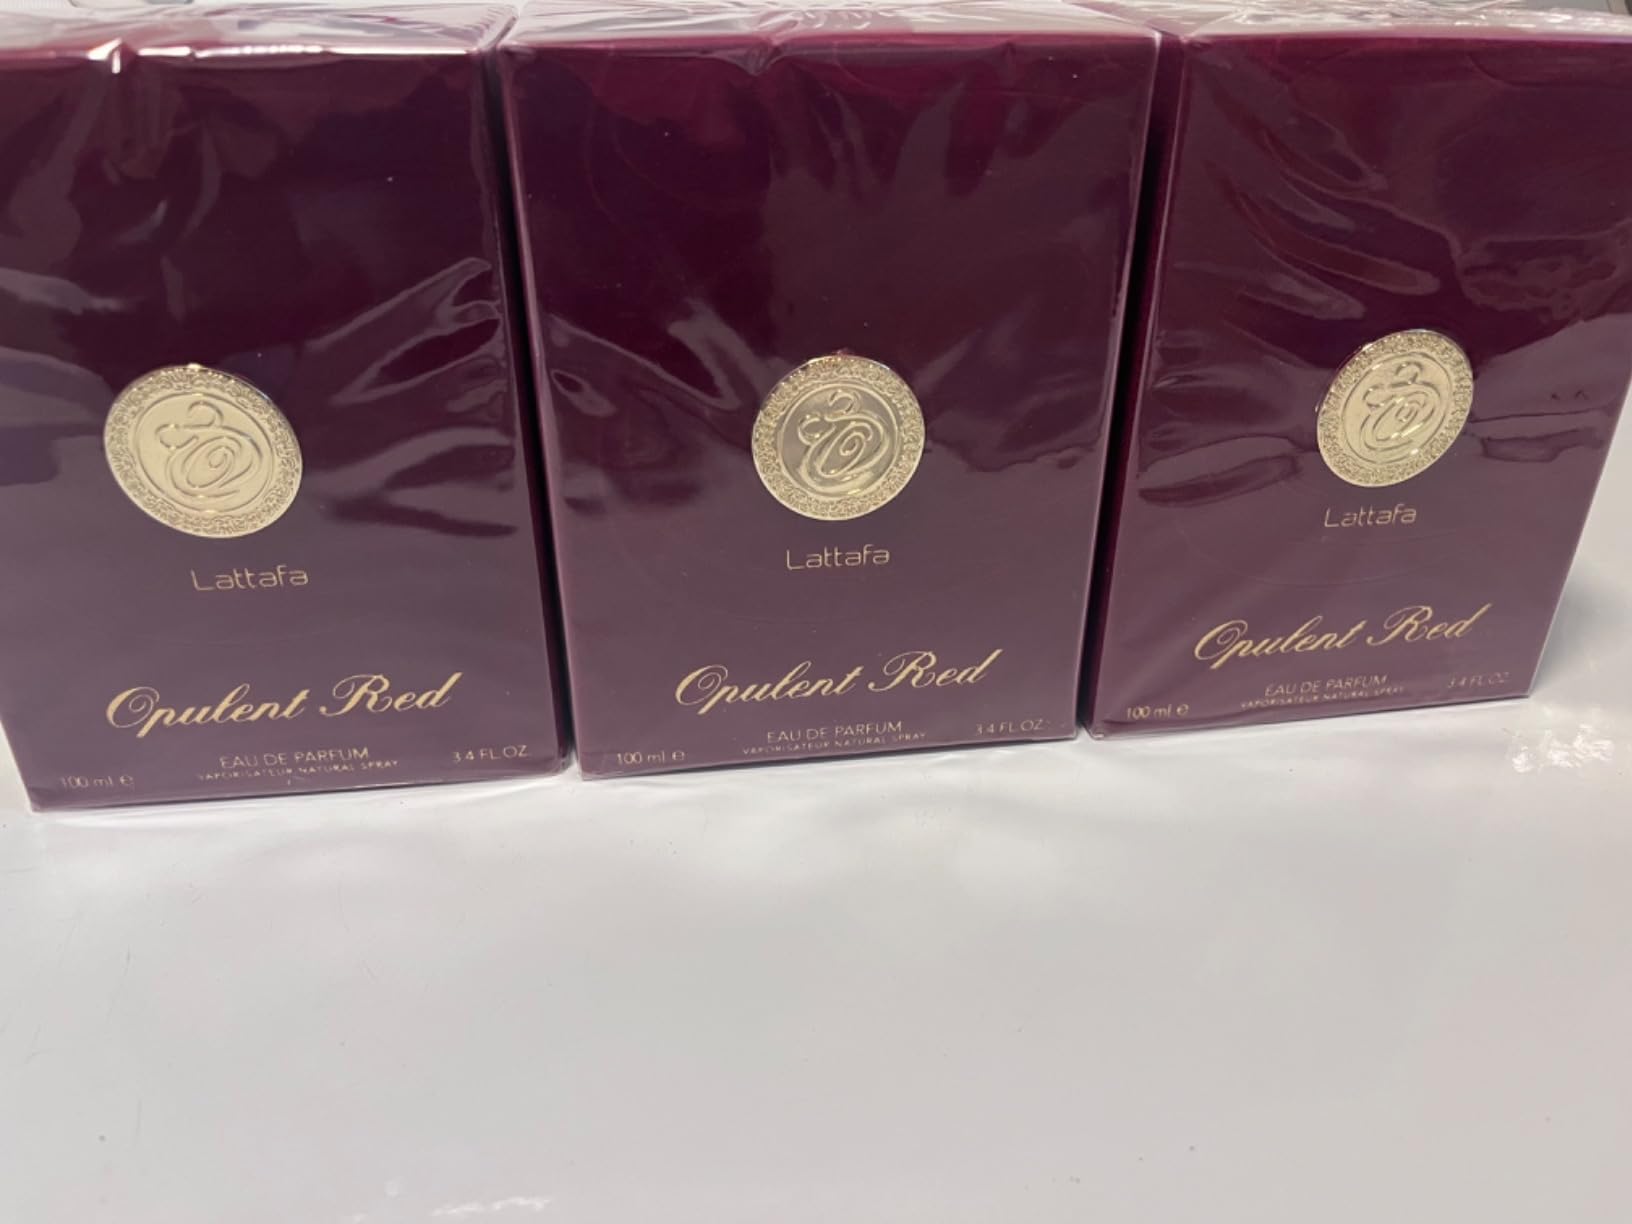 Lattafa
Opulent Red
EAU DE PARFUM
VAPORISATEUR NATURAL SPRAY
100 ml e
3.4 FL.OZ.
Lattafa
Opulent Red
EAU DE PARFUM
VAPORISATEUR NATURAL SPRAY
100 ml e
3.4 FL.OZ.
Lattafa
Opulent Red
EAU DE PARFUM
VAPORISATEUR NATURAL SPRAY
100 ml e
3.4 FL.OZ.